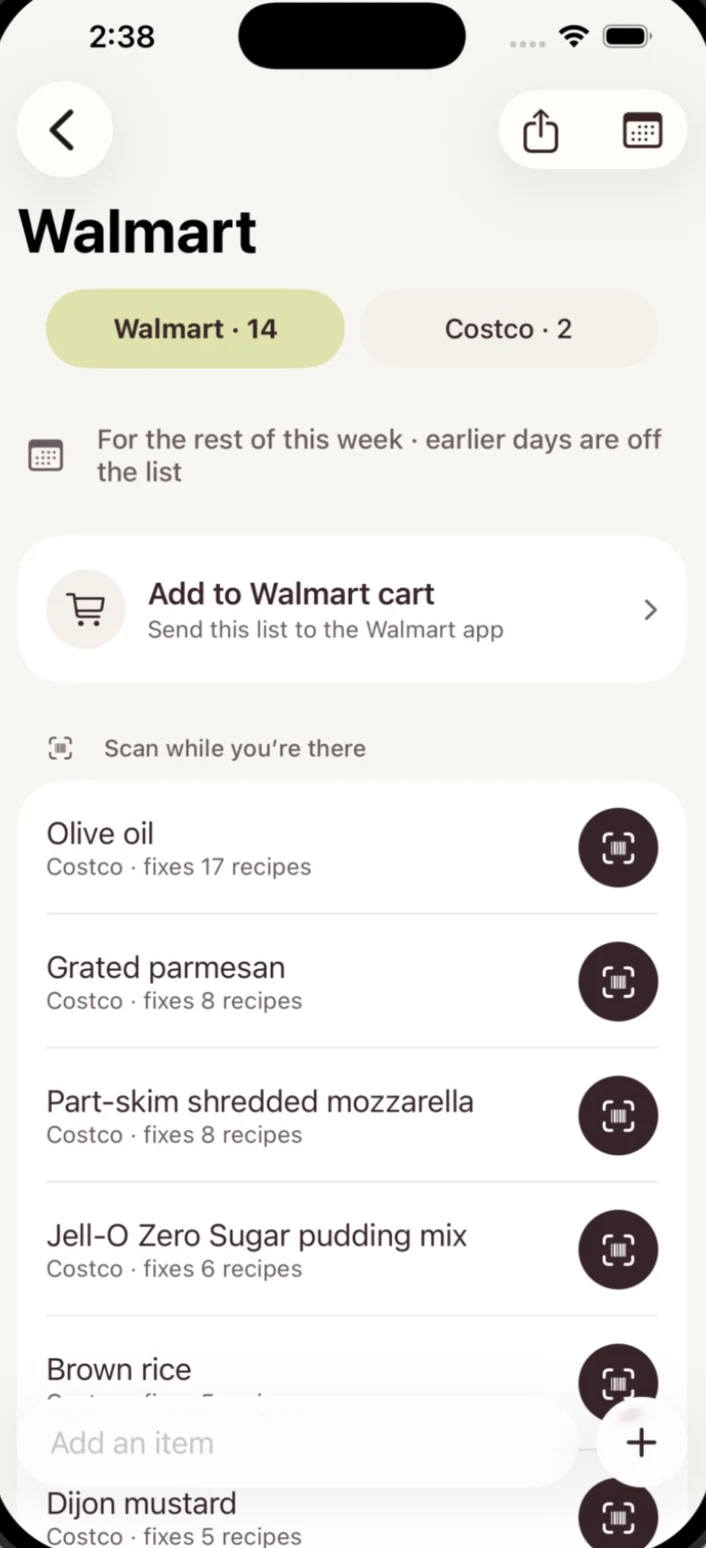 2:38
Walmart
Walmart · 14
Costco · 2
For the rest of this week · earlier days are off
the list
Add to Walmart cart
Send this list to the Walmart app
Scan while you’re there
Olive oil
Costco · fixes 17 recipes
Grated parmesan
Costco · fixes 8 recipes
Part-skim shredded mozzarella
Costco · fixes 8 recipes
Jell-O Zero Sugar pudding mix
Costco · fixes 6 recipes
Brown rice
Add an item
Dijon mustard
Costco · fixes 5 recipes